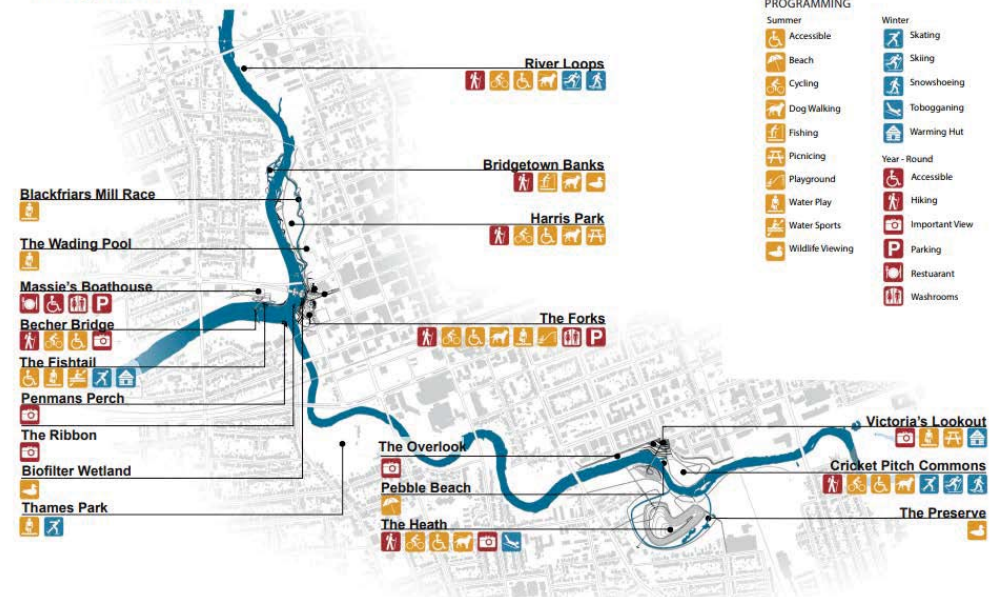 PROGRAMMING
Summer
Accessible
Beach
Cycling
Dog Walking
Fishing
Picnicing
Playground
Water Play
Water Sports
Wildlife Viewing
Winter
Skating
Skiing
Snowshoeing
Tobogganing
Warming Hut
Year - Round
Accessible
Hiking
Important View
P Parking
Restuarant
Washrooms
River Loops
Bridgetown Banks
Harris Park
The Forks
P
Blackfriars Mill Race
The Wading Pool
Massie's Boathouse
P
Becher Bridge
The Fishtail
Penmans Perch
The Ribbon
Biofilter Wetland
Thames Park
The Overlook
Pebble Beach
The Heath
Victoria's Lookout
Cricket Pitch Commons
The Preserve